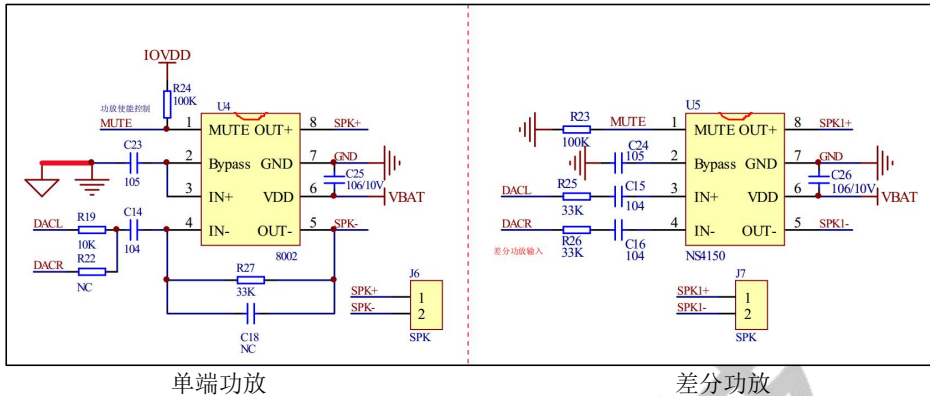 IOVDD
R24
100K
功放使能控制
MUTE
U4
1
MUTE OUT+
8
SPK+
C23
105
2
Bypass GND
7
GND
C25
106/10V
3
IN+
VDD
6
VBAT
DACL
R19
10K
C14
104
4
IN-
OUT-
5
SPK-
8002
DACR
R22
NC
R27
33K
C18
NC
J6
SPK+
1
SPK-
2
SPK
单端功放
R23
100K
MUTE
U5
1
MUTE OUT+
8
SPK1+
C24
105
2
Bypass GND
7
GND
C26
106/10V
DACL
R25
33K
C15
104
3
IN+
VDD
6
VBAT
DACR
R26
33K
C16
104
4
IN-
OUT-
5
SPK1-
差分功放输入
NS4150
J7
SPK1+
1
SPK1-
2
SPK
差分功放